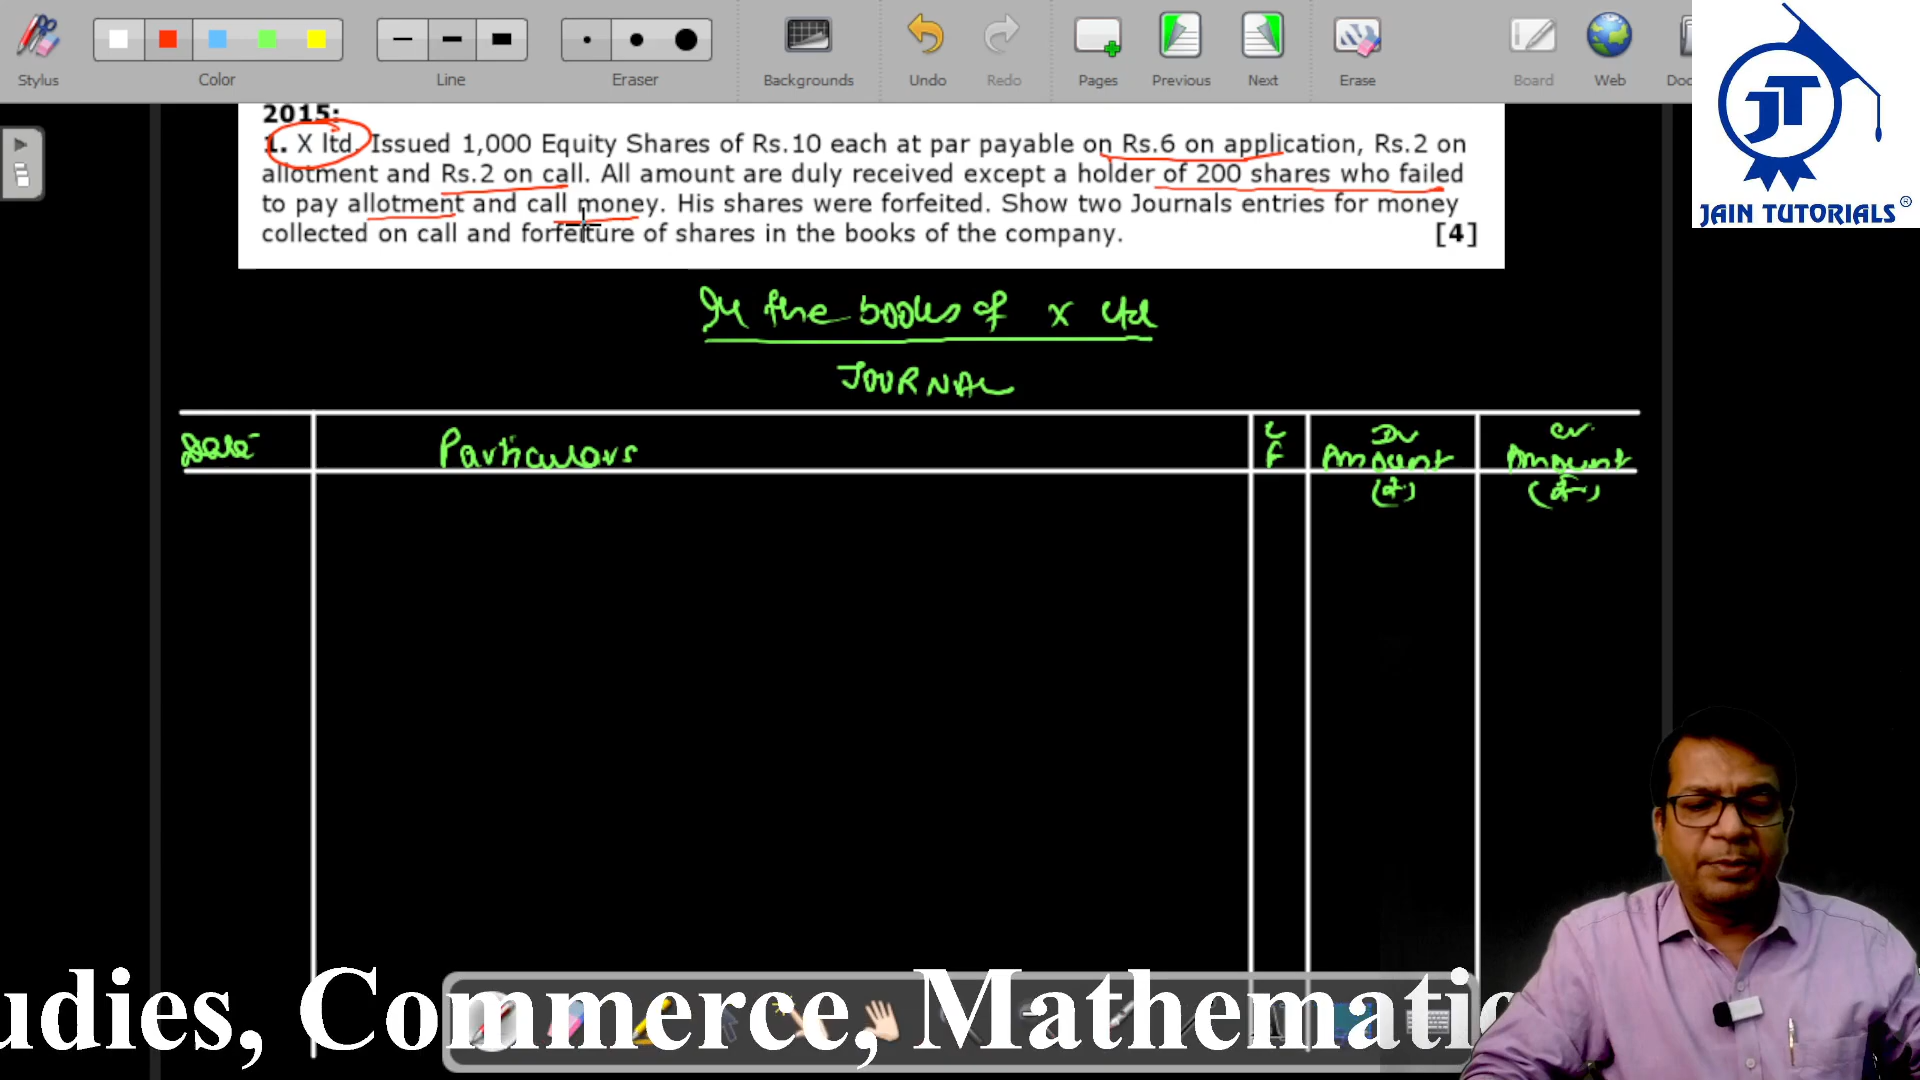 Stylus
Color
Line
Eraser
Backgrounds
Undo
Redo
Pages
Previous
Next
Erase
Board
Web
JT
JAIN TUTORIALS®
2015:
1. X ltd. Issued 1,000 Equity Shares of Rs.10 each at par payable on Rs.6 on application, Rs.2 on
allotment and Rs.2 on call. All amount are duly received except a holder of 200 shares who failed
to pay allotment and call money. His shares were forfeited. Show two Journals entries for money
collected on call and forfeiture of shares in the books of the company. [4]
In the books of X Ltd
JOURNAL
Date Particulars L F Dr Amount (₹) Cr. Amount (₹)
udies, Commerce, Mathematic